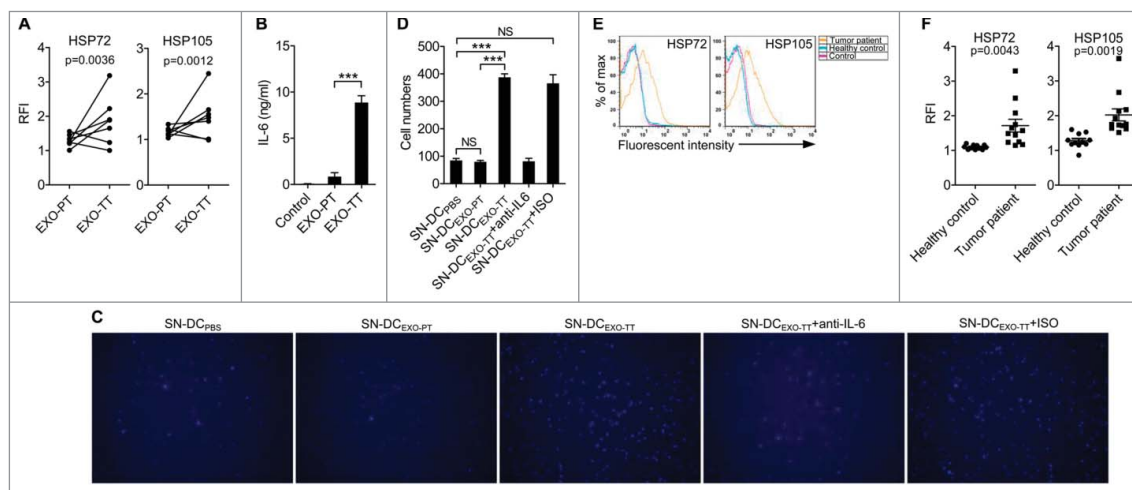 A
HSP72
p=0.0036
HSP105
p=0.0012
RFI
4
3
2
1
0
3
2
1
0
EXO-PT
EXO-TT
EXO-PT
EXO-TT
B
IL-6 (ng/ml)
15
10
5
0
***
Control
EXO-PT
EXO-TT
D
NS
***
***
NS
Cell numbers
500
400
300
200
100
0
SN-DCPBS
SN-DCEXO-PT
SN-DCEXO-TT
SN-DCEXO-TT+anti-IL6
SN-DCEXO-TT+ISO
E
HSP72
HSP105
Tumor patient
Healthy control
Control
% of max
100
80
60
40
20
0
Fluorescent intensity
F
HSP72
p=0.0043
HSP105
p=0.0019
RFI
4
3
2
1
0
4
3
2
1
0
Healthy control
Tumor patient
Healthy control
Tumor patient
C
SN-DCPBS
SN-DCEXO-PT
SN-DCEXO-TT
SN-DCEXO-TT+anti-IL-6
SN-DCEXO-TT+ISO